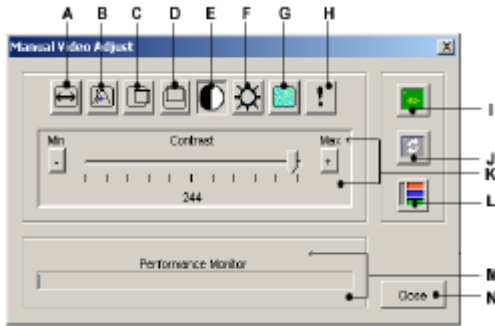 A B C D E F G H
Manual Video Adjust
I
Min Contrast Max
- +
244
J
K
L
Performance Monitor
M
Close
N